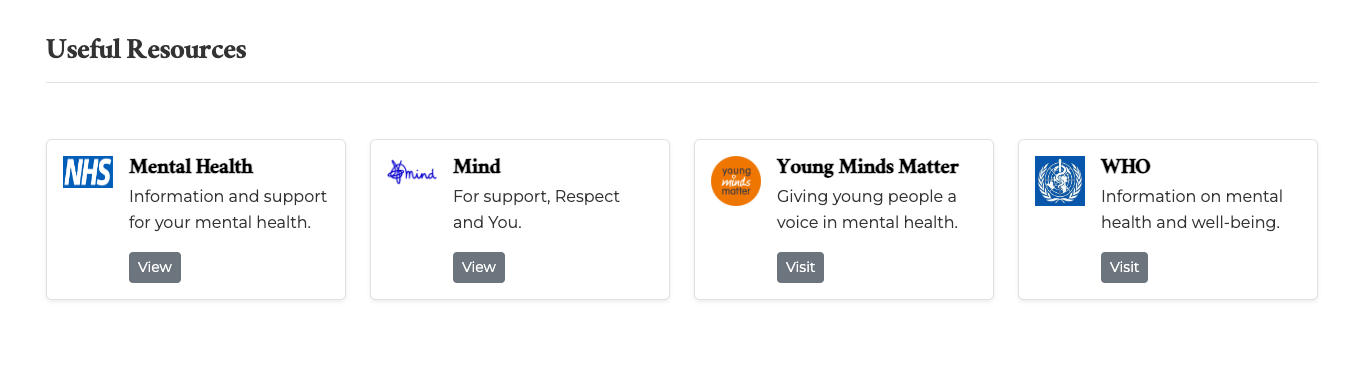 Useful Resources
NHS
Mental Health
Information and support
for your mental health.
View
mind
Mind
For support, Respect
and You.
View
young
minds
matter
Young Minds Matter
Giving young people a
voice in mental health.
Visit
WHO
Information on mental
health and well-being.
Visit